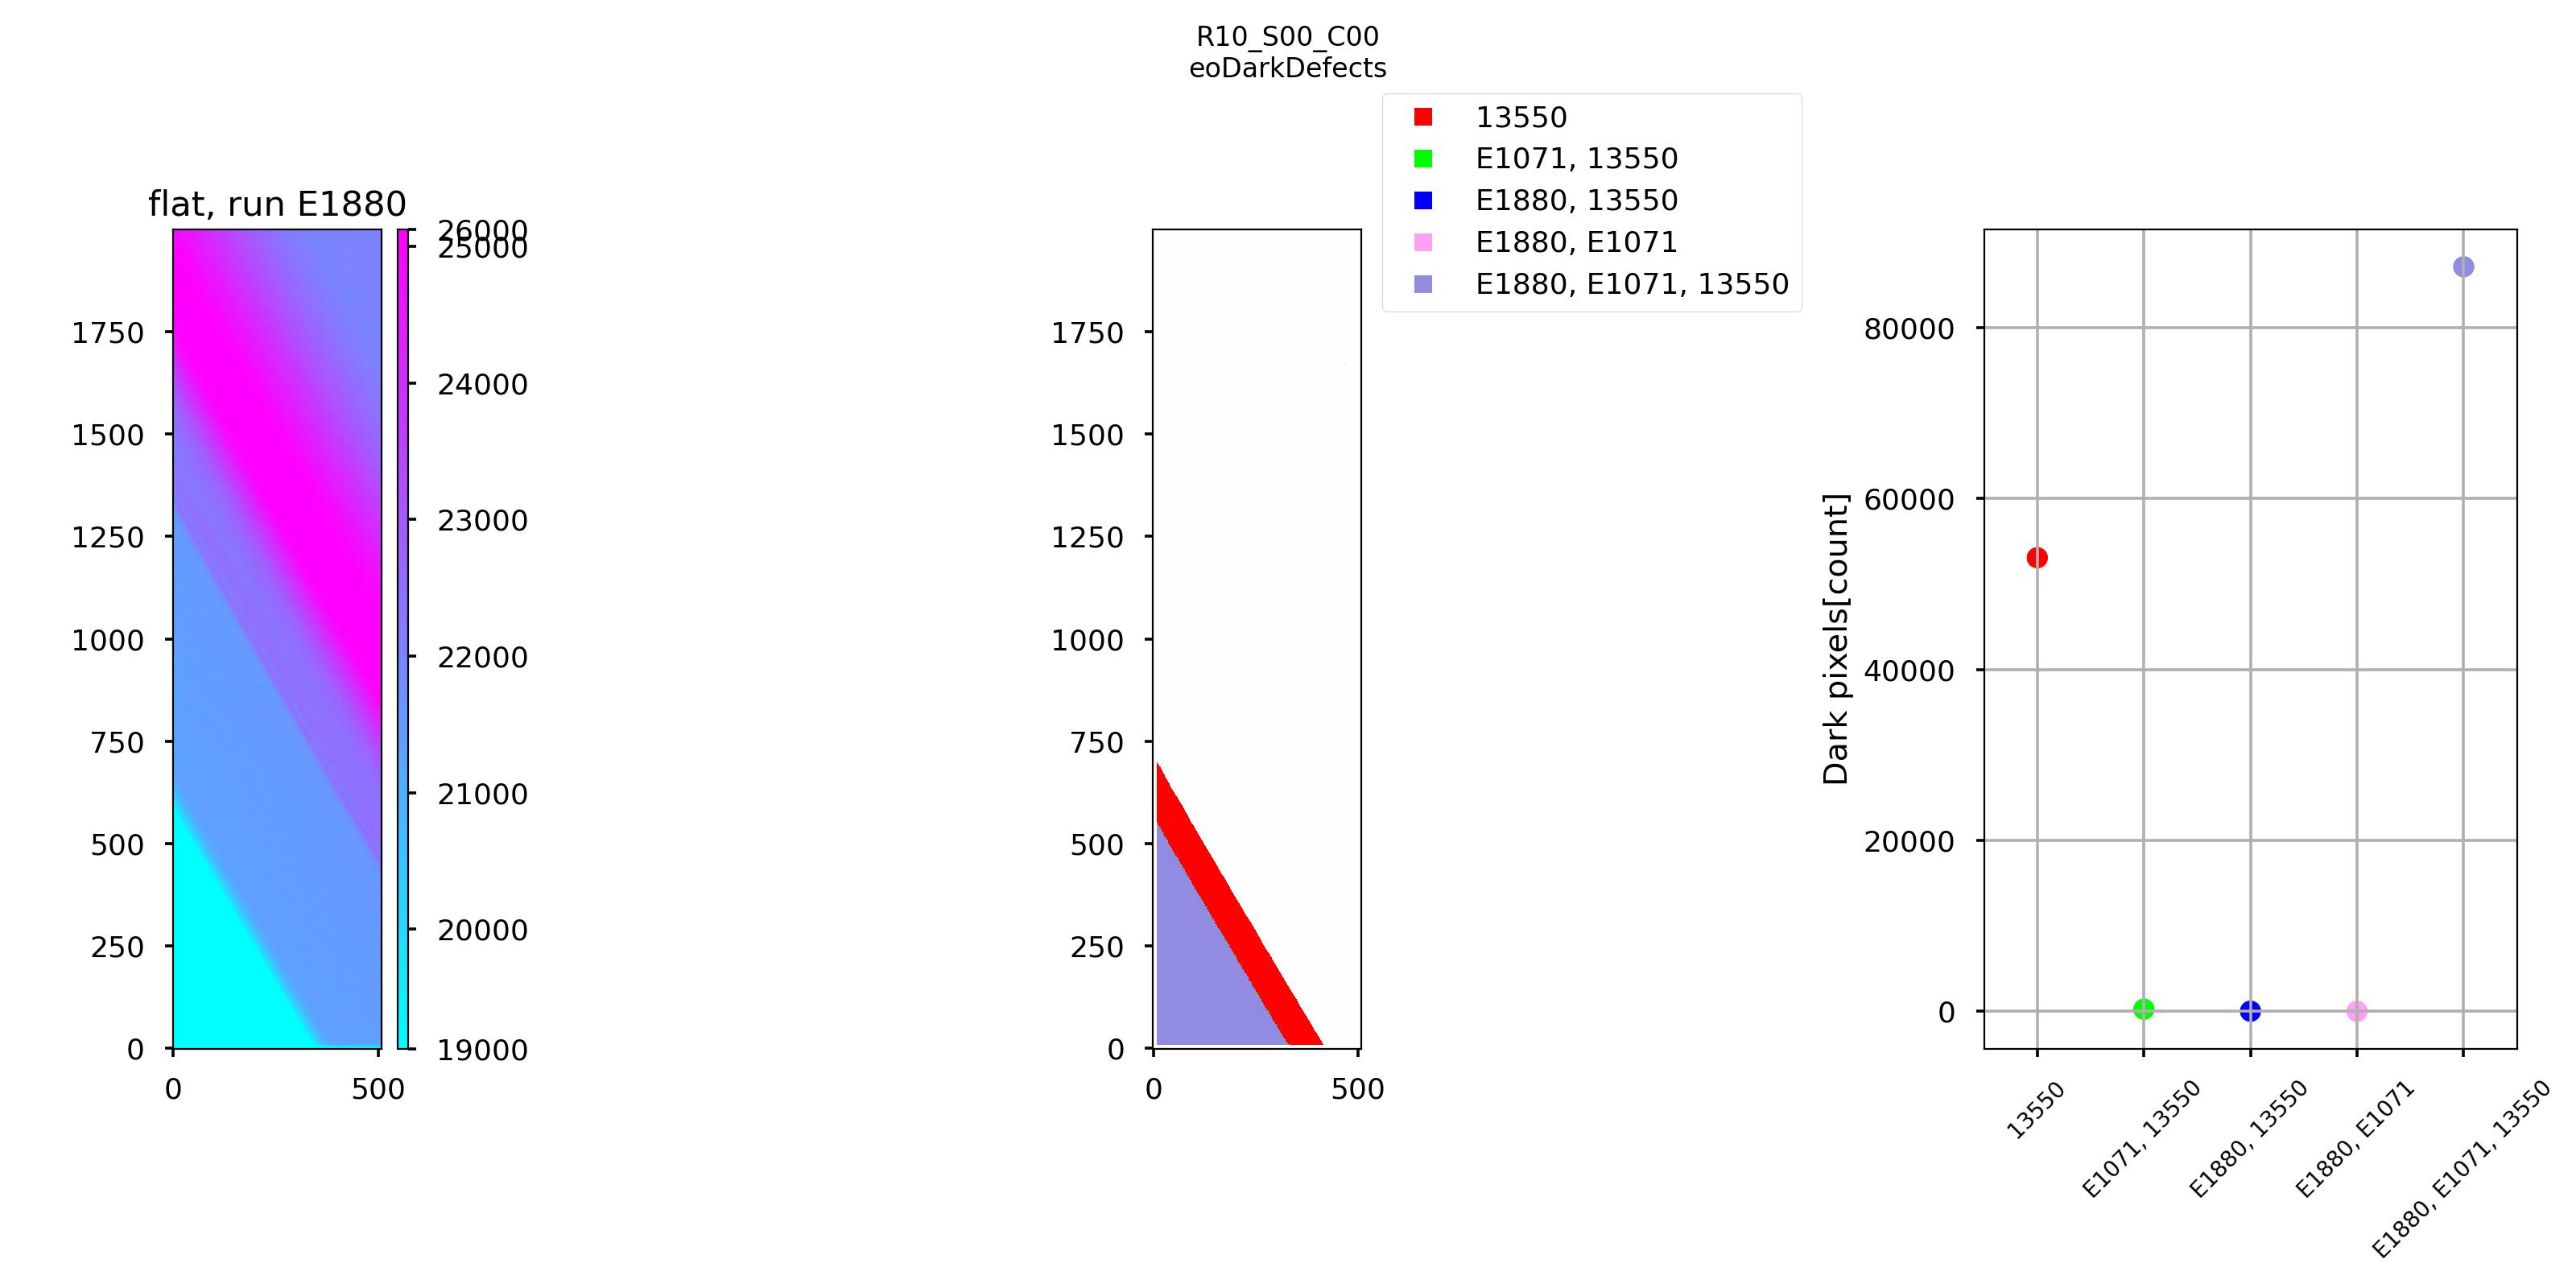 R10_S00_C00
eoDarkDefects
13550
E1071, 13550
E1880, 13550
E1880, E1071
E1880, E1071, 13550
flat, run E1880
26000
25000
24000
23000
22000
21000
20000
19000
1750
1500
1250
1000
750
500
250
0
0 500
1750
1500
1250
1000
750
500
250
0
0 500
Dark pixels[count]
80000
60000
40000
20000
0
13550
E1071, 13550
E1880, 13550
E1880, E1071
E1880, E1071, 13550